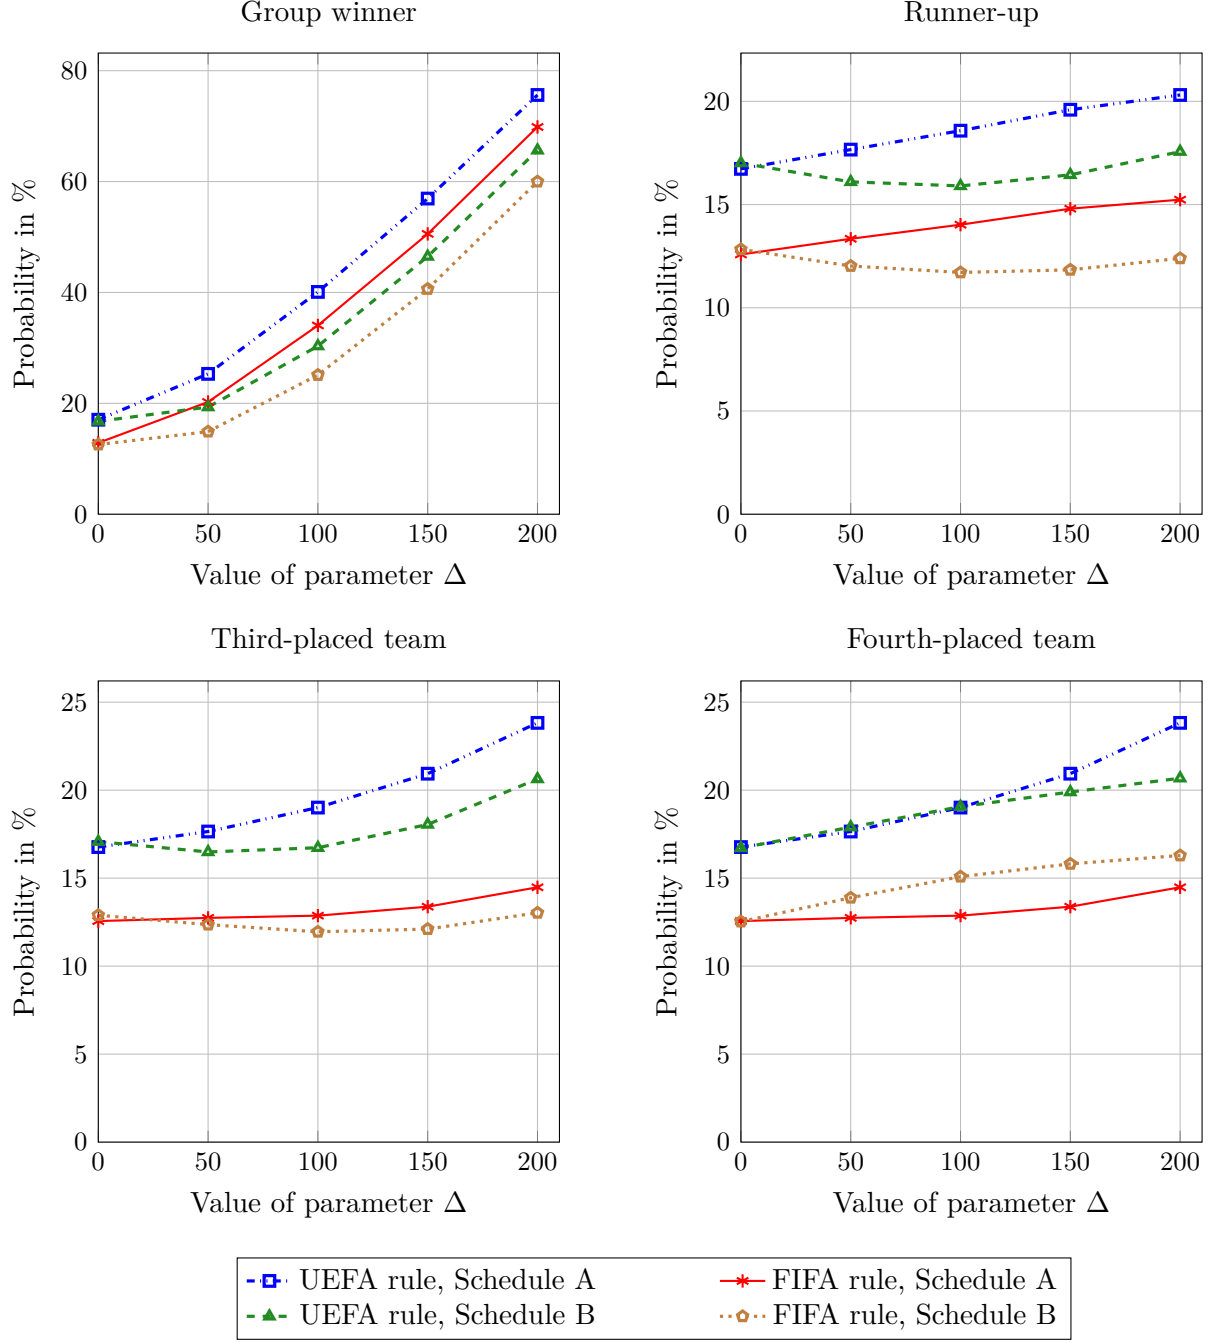 Group winner
Probability in %
80
60
40
20
0
0 50 100 150 200
Value of parameter Δ
Runner-up
Probability in %
20
15
10
5
0
0 50 100 150 200
Value of parameter Δ
Third-placed team
Probability in %
25
20
15
10
5
0
0 50 100 150 200
Value of parameter Δ
Fourth-placed team
Probability in %
25
20
15
10
5
0
0 50 100 150 200
Value of parameter Δ
UEFA rule, Schedule A FIFA rule, Schedule A
UEFA rule, Schedule B FIFA rule, Schedule B